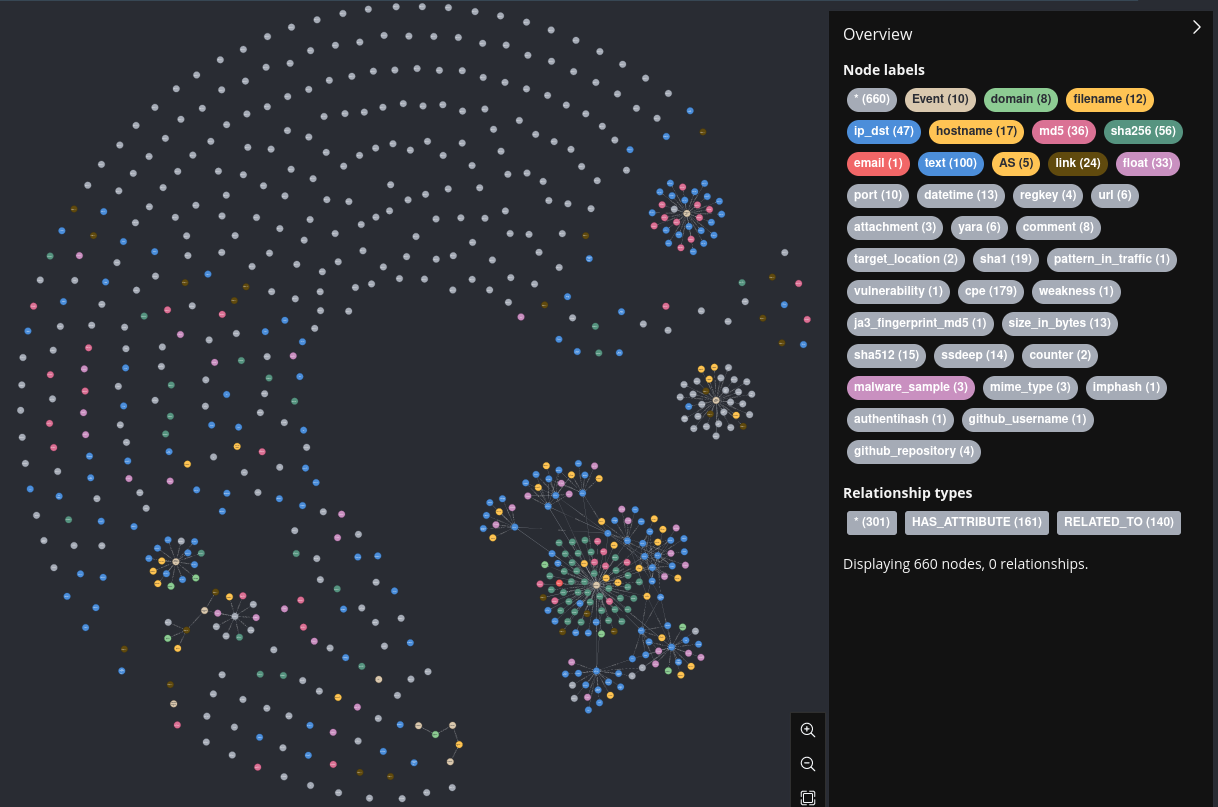 Overview
Node labels
* (660) Event (10) domain (8) filename (12)
ip_dst (47) hostname (17) md5 (36) sha256 (56)
email (1) text (100) AS (5) link (24) float (33)
port (10) datetime (13) regkey (4) url (6)
attachment (3) yara (6) comment (8)
target_location (2) sha1 (19) pattern_in_traffic (1)
vulnerability (1) cpe (179) weakness (1)
ja3_fingerprint_md5 (1) size_in_bytes (13)
sha512 (15) ssdeep (14) counter (2)
malware_sample (3) mime_type (3) imphash (1)
authentihash (1) github_username (1)
github_repository (4)
Relationship types
* (301) HAS_ATTRIBUTE (161) RELATED_TO (140)
Displaying 660 nodes, 0 relationships.